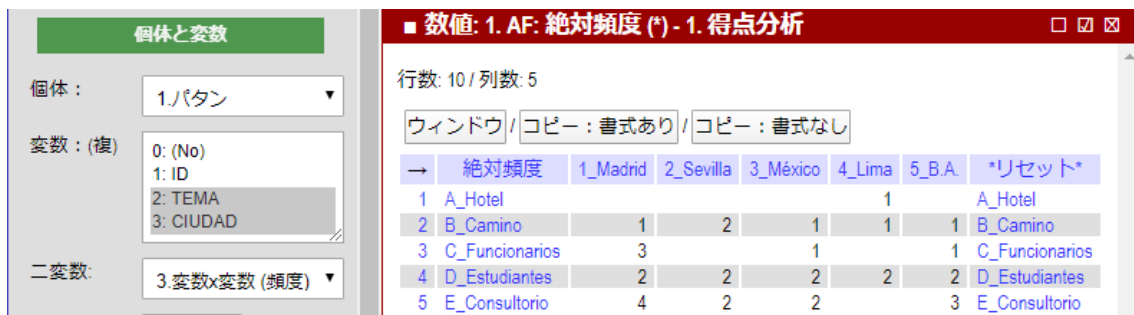 個体と変数
個体：
1.パタン
変数：(複)
0: (No)
1: ID
2: TEMA
3: CIUDAD
二変数:
3.変数x変数 (頻度)
■ 数値: 1. AF: 絶対頻度 (*) - 1. 得点分析
行数: 10 / 列数: 5
ウィンドウ / コピー：書式あり / コピー：書式なし
→ 絶対頻度 1_Madrid 2_Sevilla 3_México 4_Lima 5_B.A. *リセット*
1 A_Hotel 1 A_Hotel
2 B_Camino 1 2 1 1 1 B_Camino
3 C_Funcionarios 3 1 1 C_Funcionarios
4 D_Estudiantes 2 2 2 2 2 D_Estudiantes
5 E_Consultorio 4 2 2 3 E_Consultorio